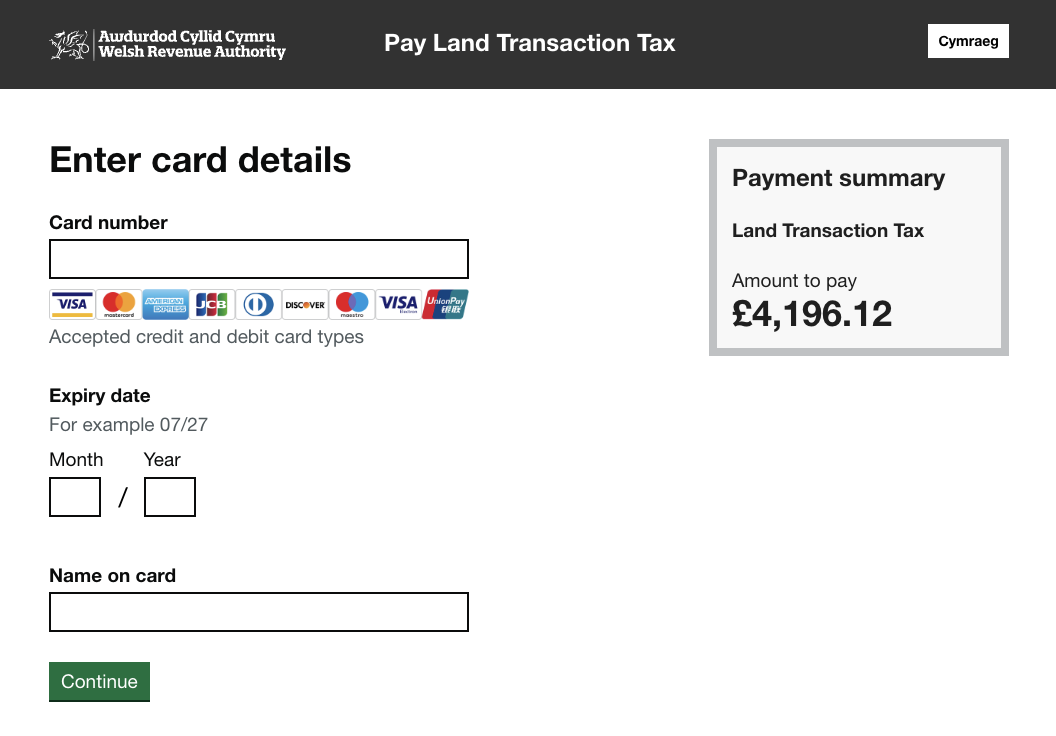 Awdurdod Cyllid Cymru
Welsh Revenue Authority
Pay Land Transaction Tax
Cymraeg
Enter card details
Card number
VISA mastercard AMERICAN EXPRESS JCB DISCOVER maestro VISA Electron UnionPay 银联
Accepted credit and debit card types
Expiry date
For example 07/27
Month Year
/
Name on card
Continue
Payment summary
Land Transaction Tax
Amount to pay
£4,196.12